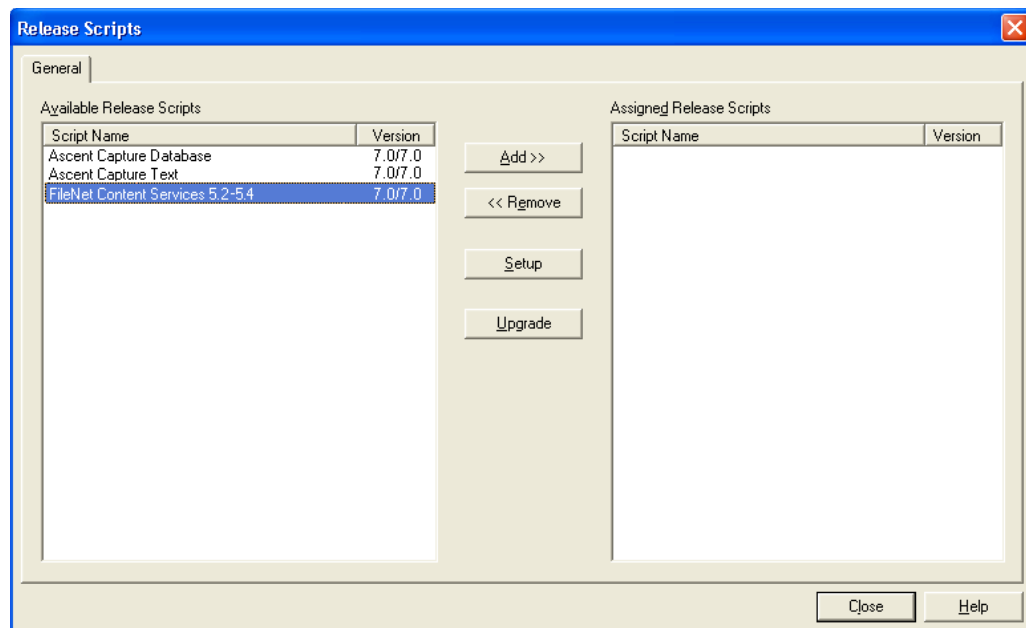 Release Scripts
General
Available Release Scripts
Script Name Version
Ascent Capture Database 7.0/7.0
Ascent Capture Text 7.0/7.0
FileNet Content Services 5.2-5.4 7.0/7.0
Add >>
<< Remove
Setup
Upgrade
Assigned Release Scripts
Script Name Version
Close Help